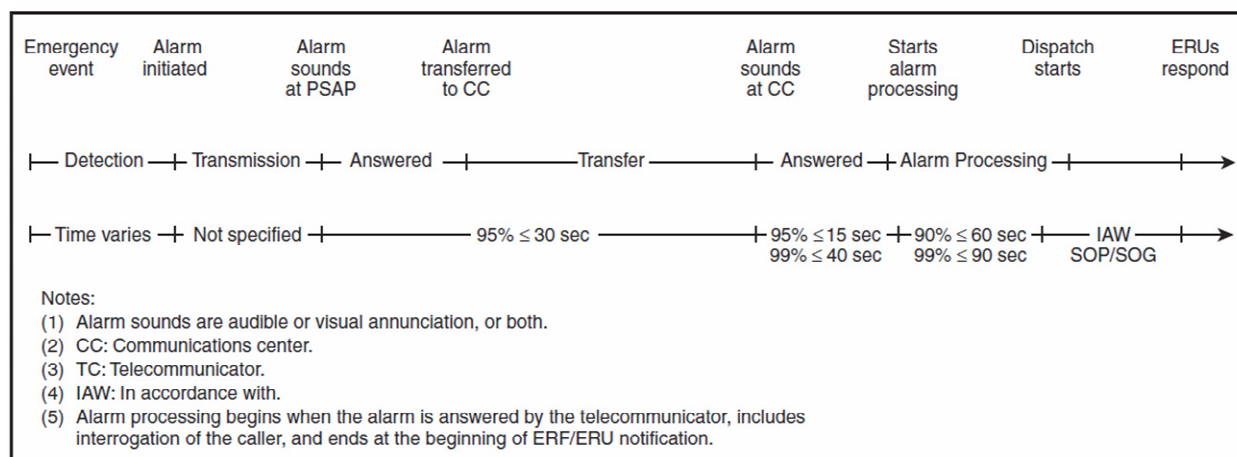 Emergency event
Alarm initiated
Alarm sounds at PSAP
Alarm transferred to CC
Alarm sounds at CC
Starts alarm processing
Dispatch starts
ERUs respond
Detection Transmission Answered Transfer Answered Alarm Processing
Time varies Not specified 95% ≤ 30 sec 95% ≤15 sec 90% ≤ 60 sec IAW
99% ≤ 40 sec 99% ≤ 90 sec SOP/SOG
Notes:
(1) Alarm sounds are audible or visual annunciation, or both.
(2) CC: Communications center.
(3) TC: Telecommunicator.
(4) IAW: In accordance with.
(5) Alarm processing begins when the alarm is answered by the telecommunicator, includes
interrogation of the caller, and ends at the beginning of ERF/ERU notification.